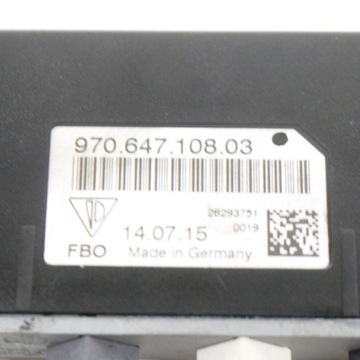 970.647.108.03
28293751
14.07.15 0019
FBO Made in Germany